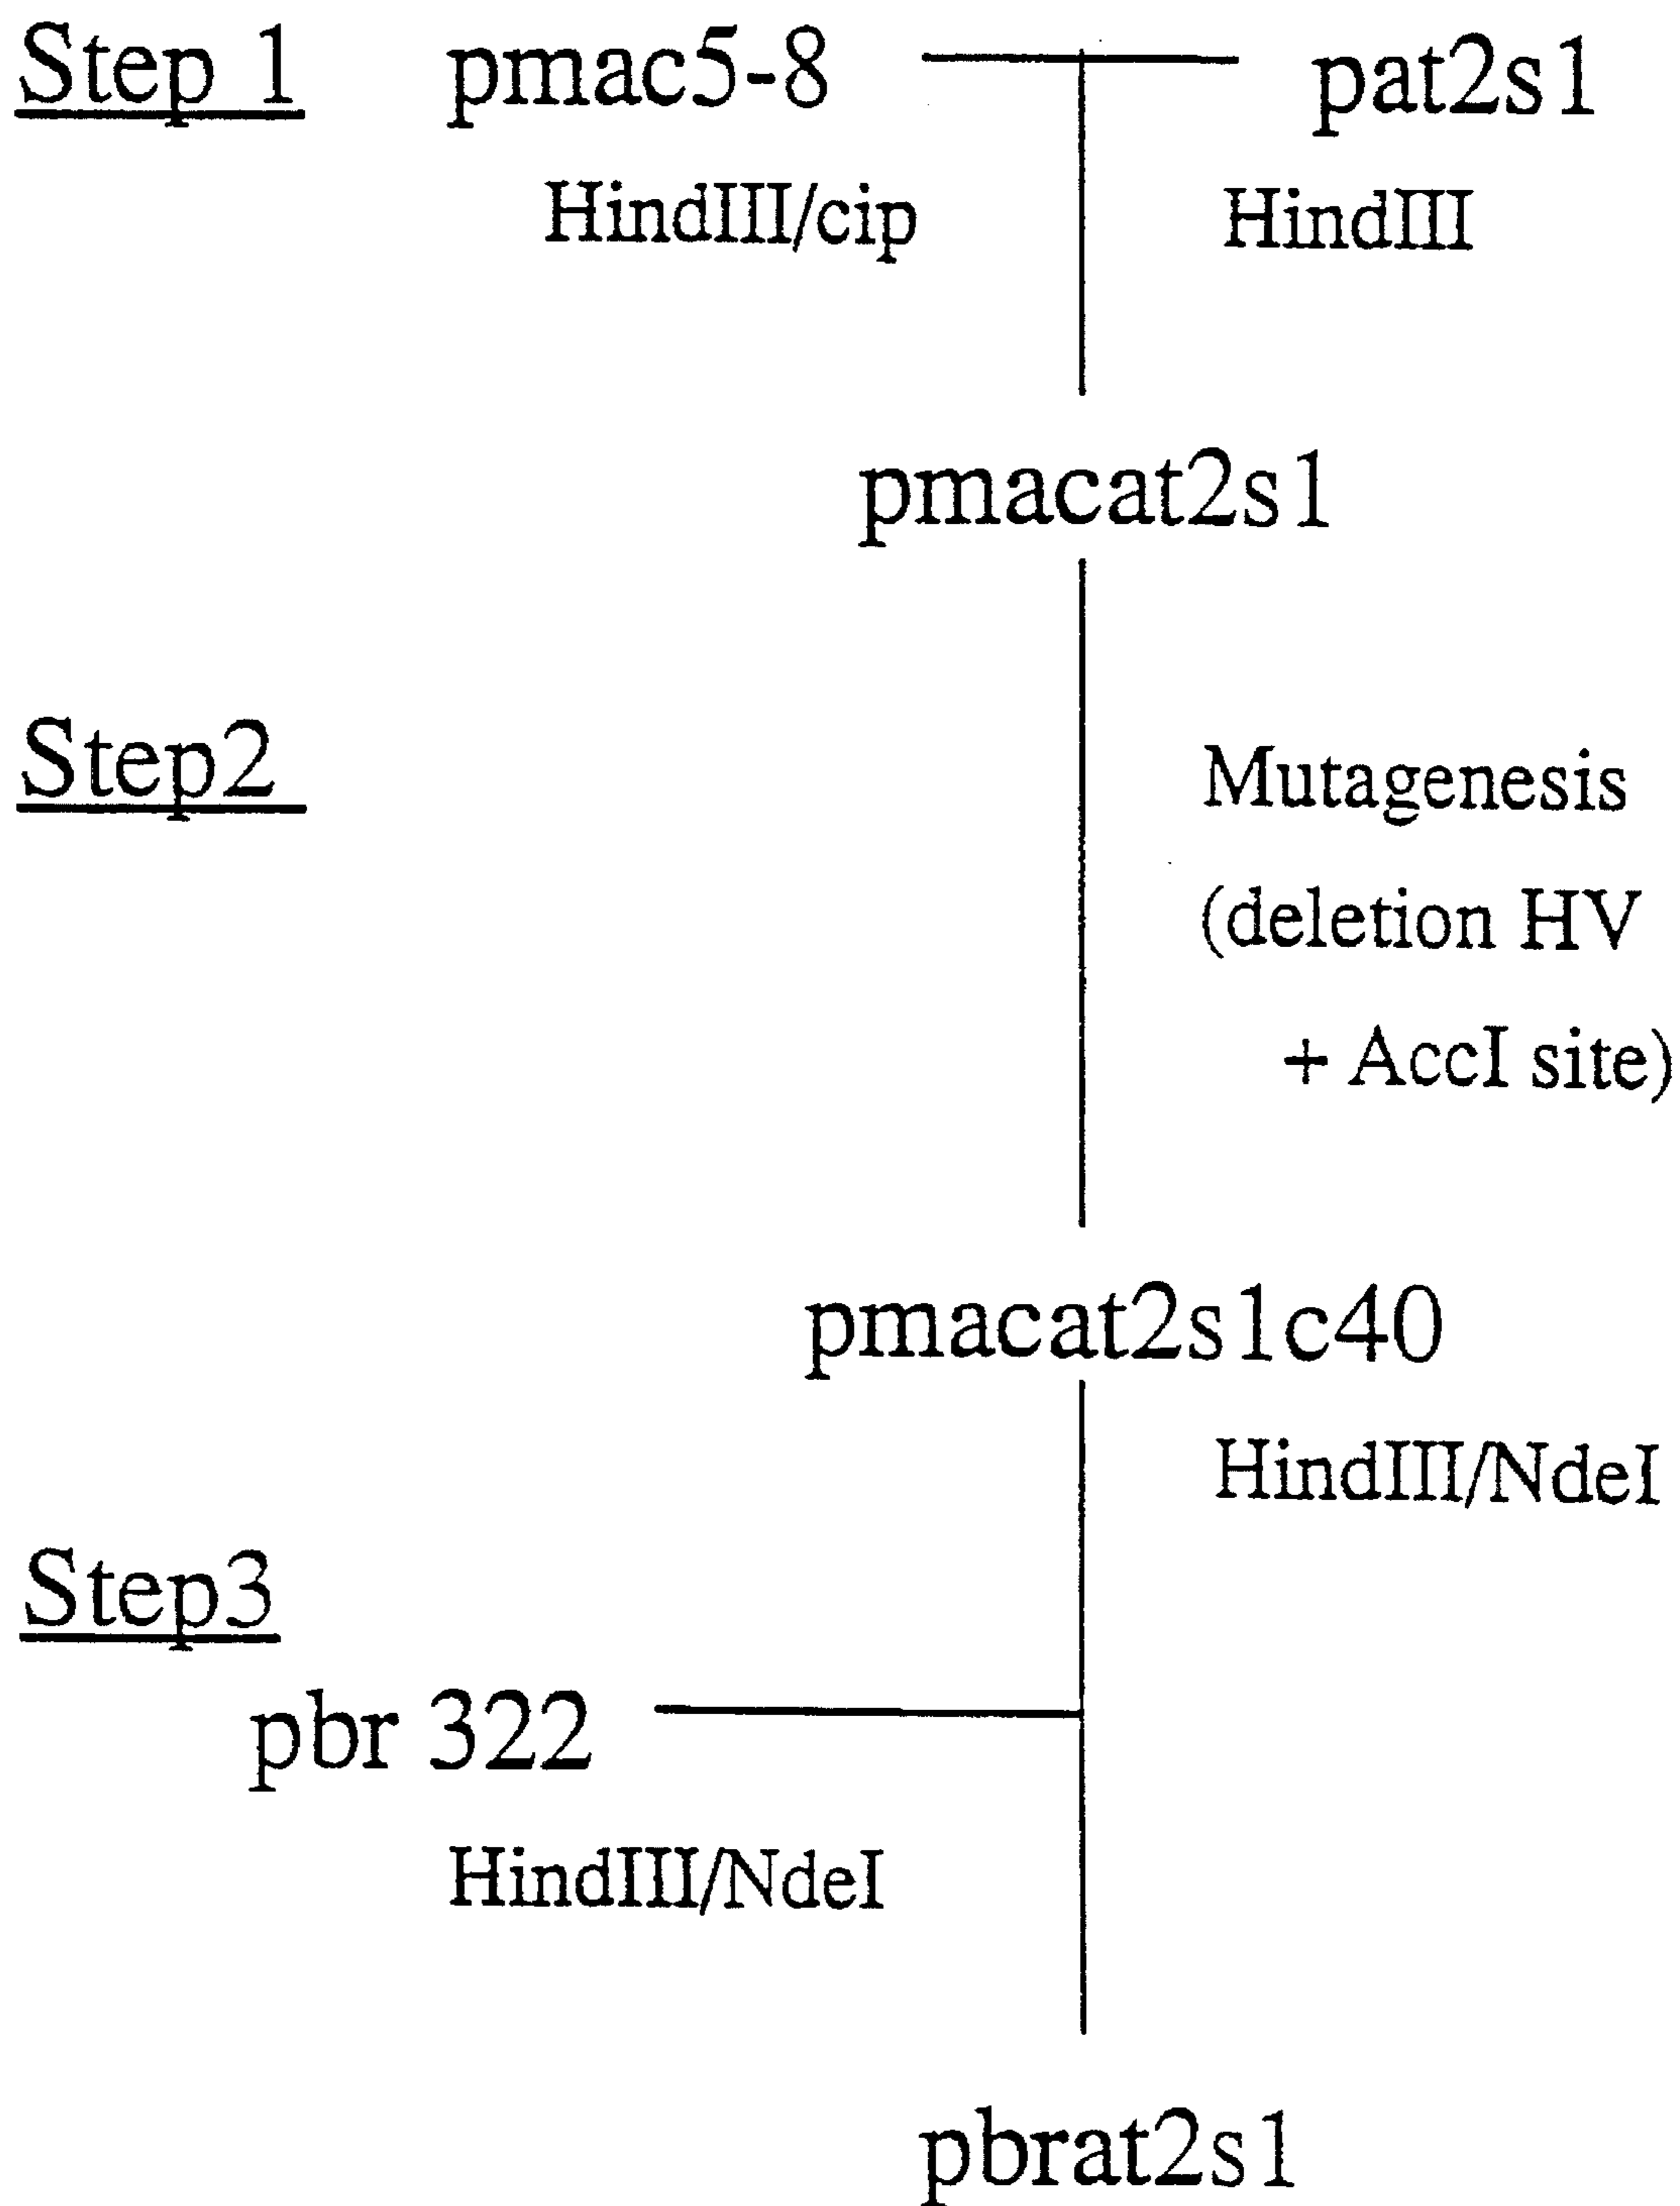 Step 1 pmac5-8 pat2s1
HindIII/cip HindIII
pmacat2s1
Step2
Mutagenesis
(deletion HV
+ AccI site)
pmacat2s1c40
HindIII/NdeI
Step3
pbr 322
HindIII/NdeI
pbrat2s1